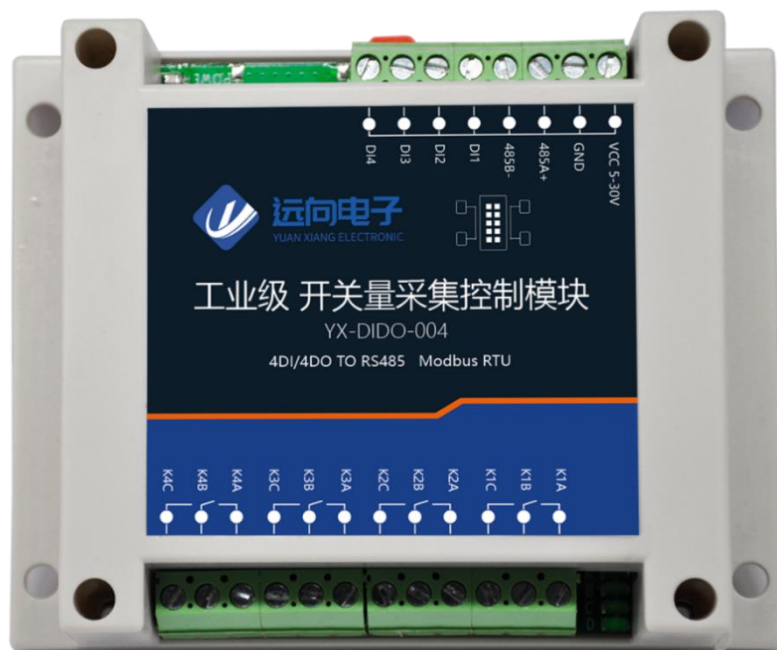 DI4
DI3
DI2
DI1
485B-
485A+
GND
VCC 5-30V
远向电子
YUAN XIANG ELECTRONIC
工业级 开关量采集控制模块
YX-DIDO-004
4DI/4DO TO RS485 Modbus RTU
K4C
K4B
K4A
K3C
K3B
K3A
K2C
K2B
K2A
K1C
K1B
K1A